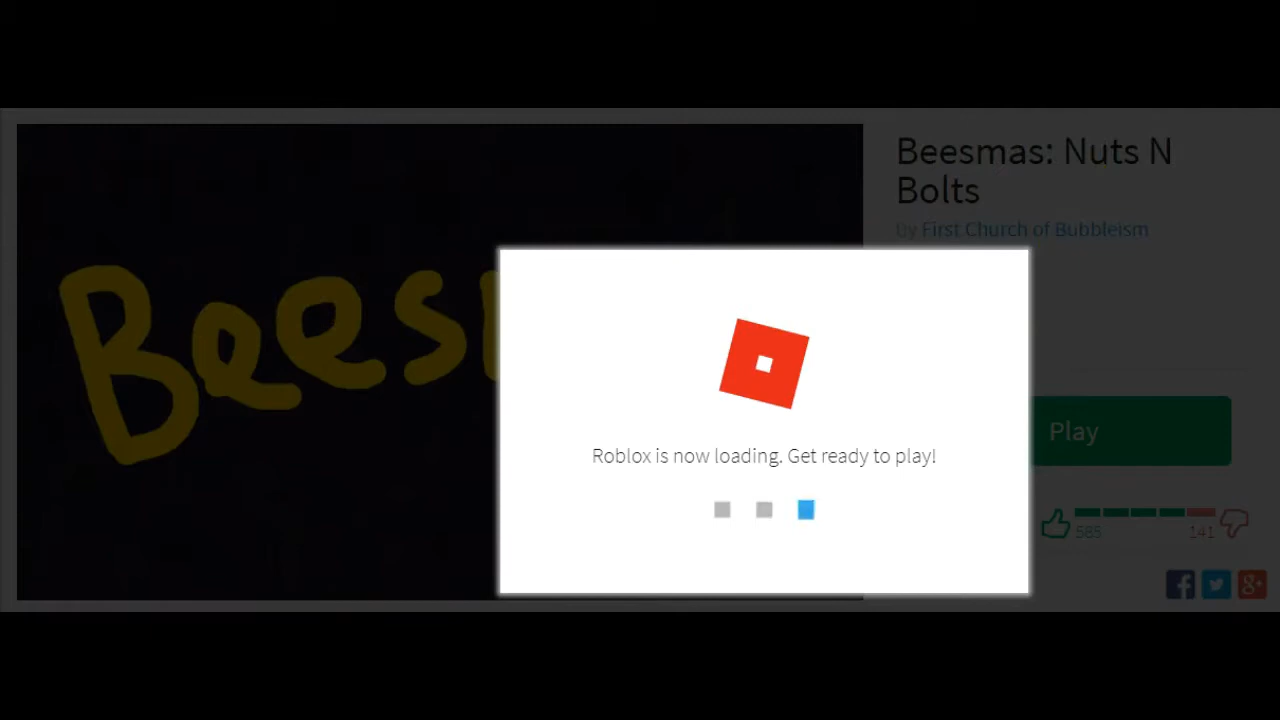 Beesmas: Nuts N
Bolts
by First Church of Bubbleism
Bees
Roblox is now loading. Get ready to play!
Play
585
141